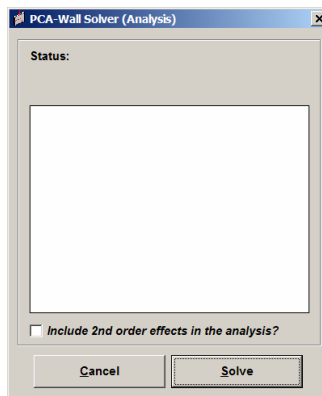 PCA-Wall Solver (Analysis)
Status:
Include 2nd order effects in the analysis?
Cancel
Solve